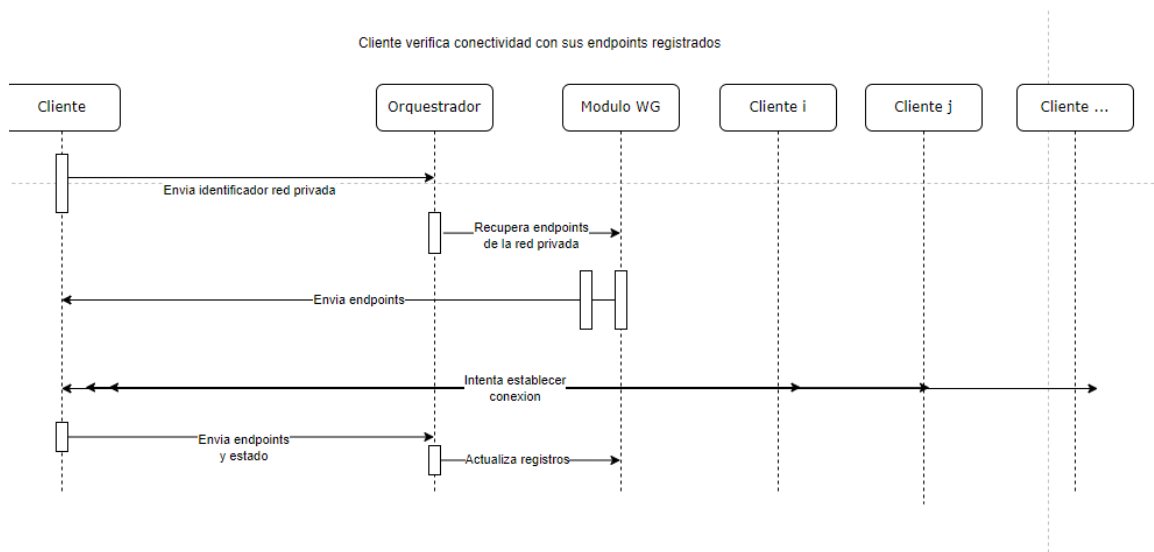 Cliente verifica conectividad con sus endpoints registrados
Cliente
Orquestrador
Modulo WG
Cliente i
Cliente j
Cliente ...
Envia identificador red privada
Recupera endpoints
de la red privada
Envia endpoints
Intenta establecer
conexion
Envia endpoints
y estado
Actualiza registros